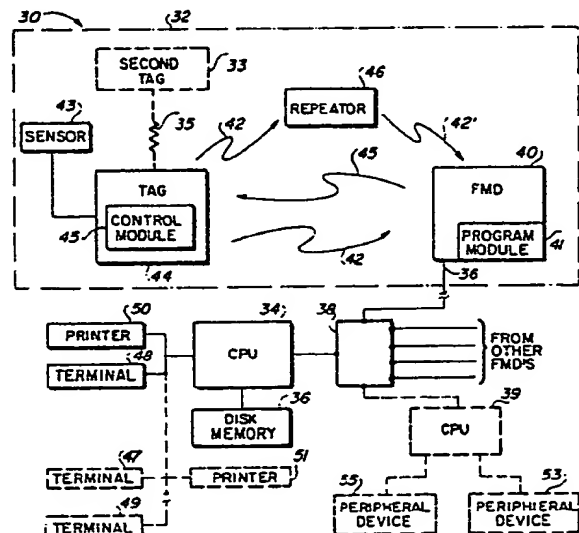 30
32
SECOND TAG
33
43
SENSOR
35
42
46
REPEATOR
42'
45
40
TAG
FMD
45
CONTROL MODULE
44
42
PROGRAM MODULE
41
36
50
PRINTER
34
CPU
38
FROM OTHER FMD'S
48
TERMINAL
36
DISK MEMORY
39
CPU
47
TERMINAL
51
PRINTER
49
TERMINAL
55
PERIPHERAL DEVICE
53
PERIPHIERAL DEVICE